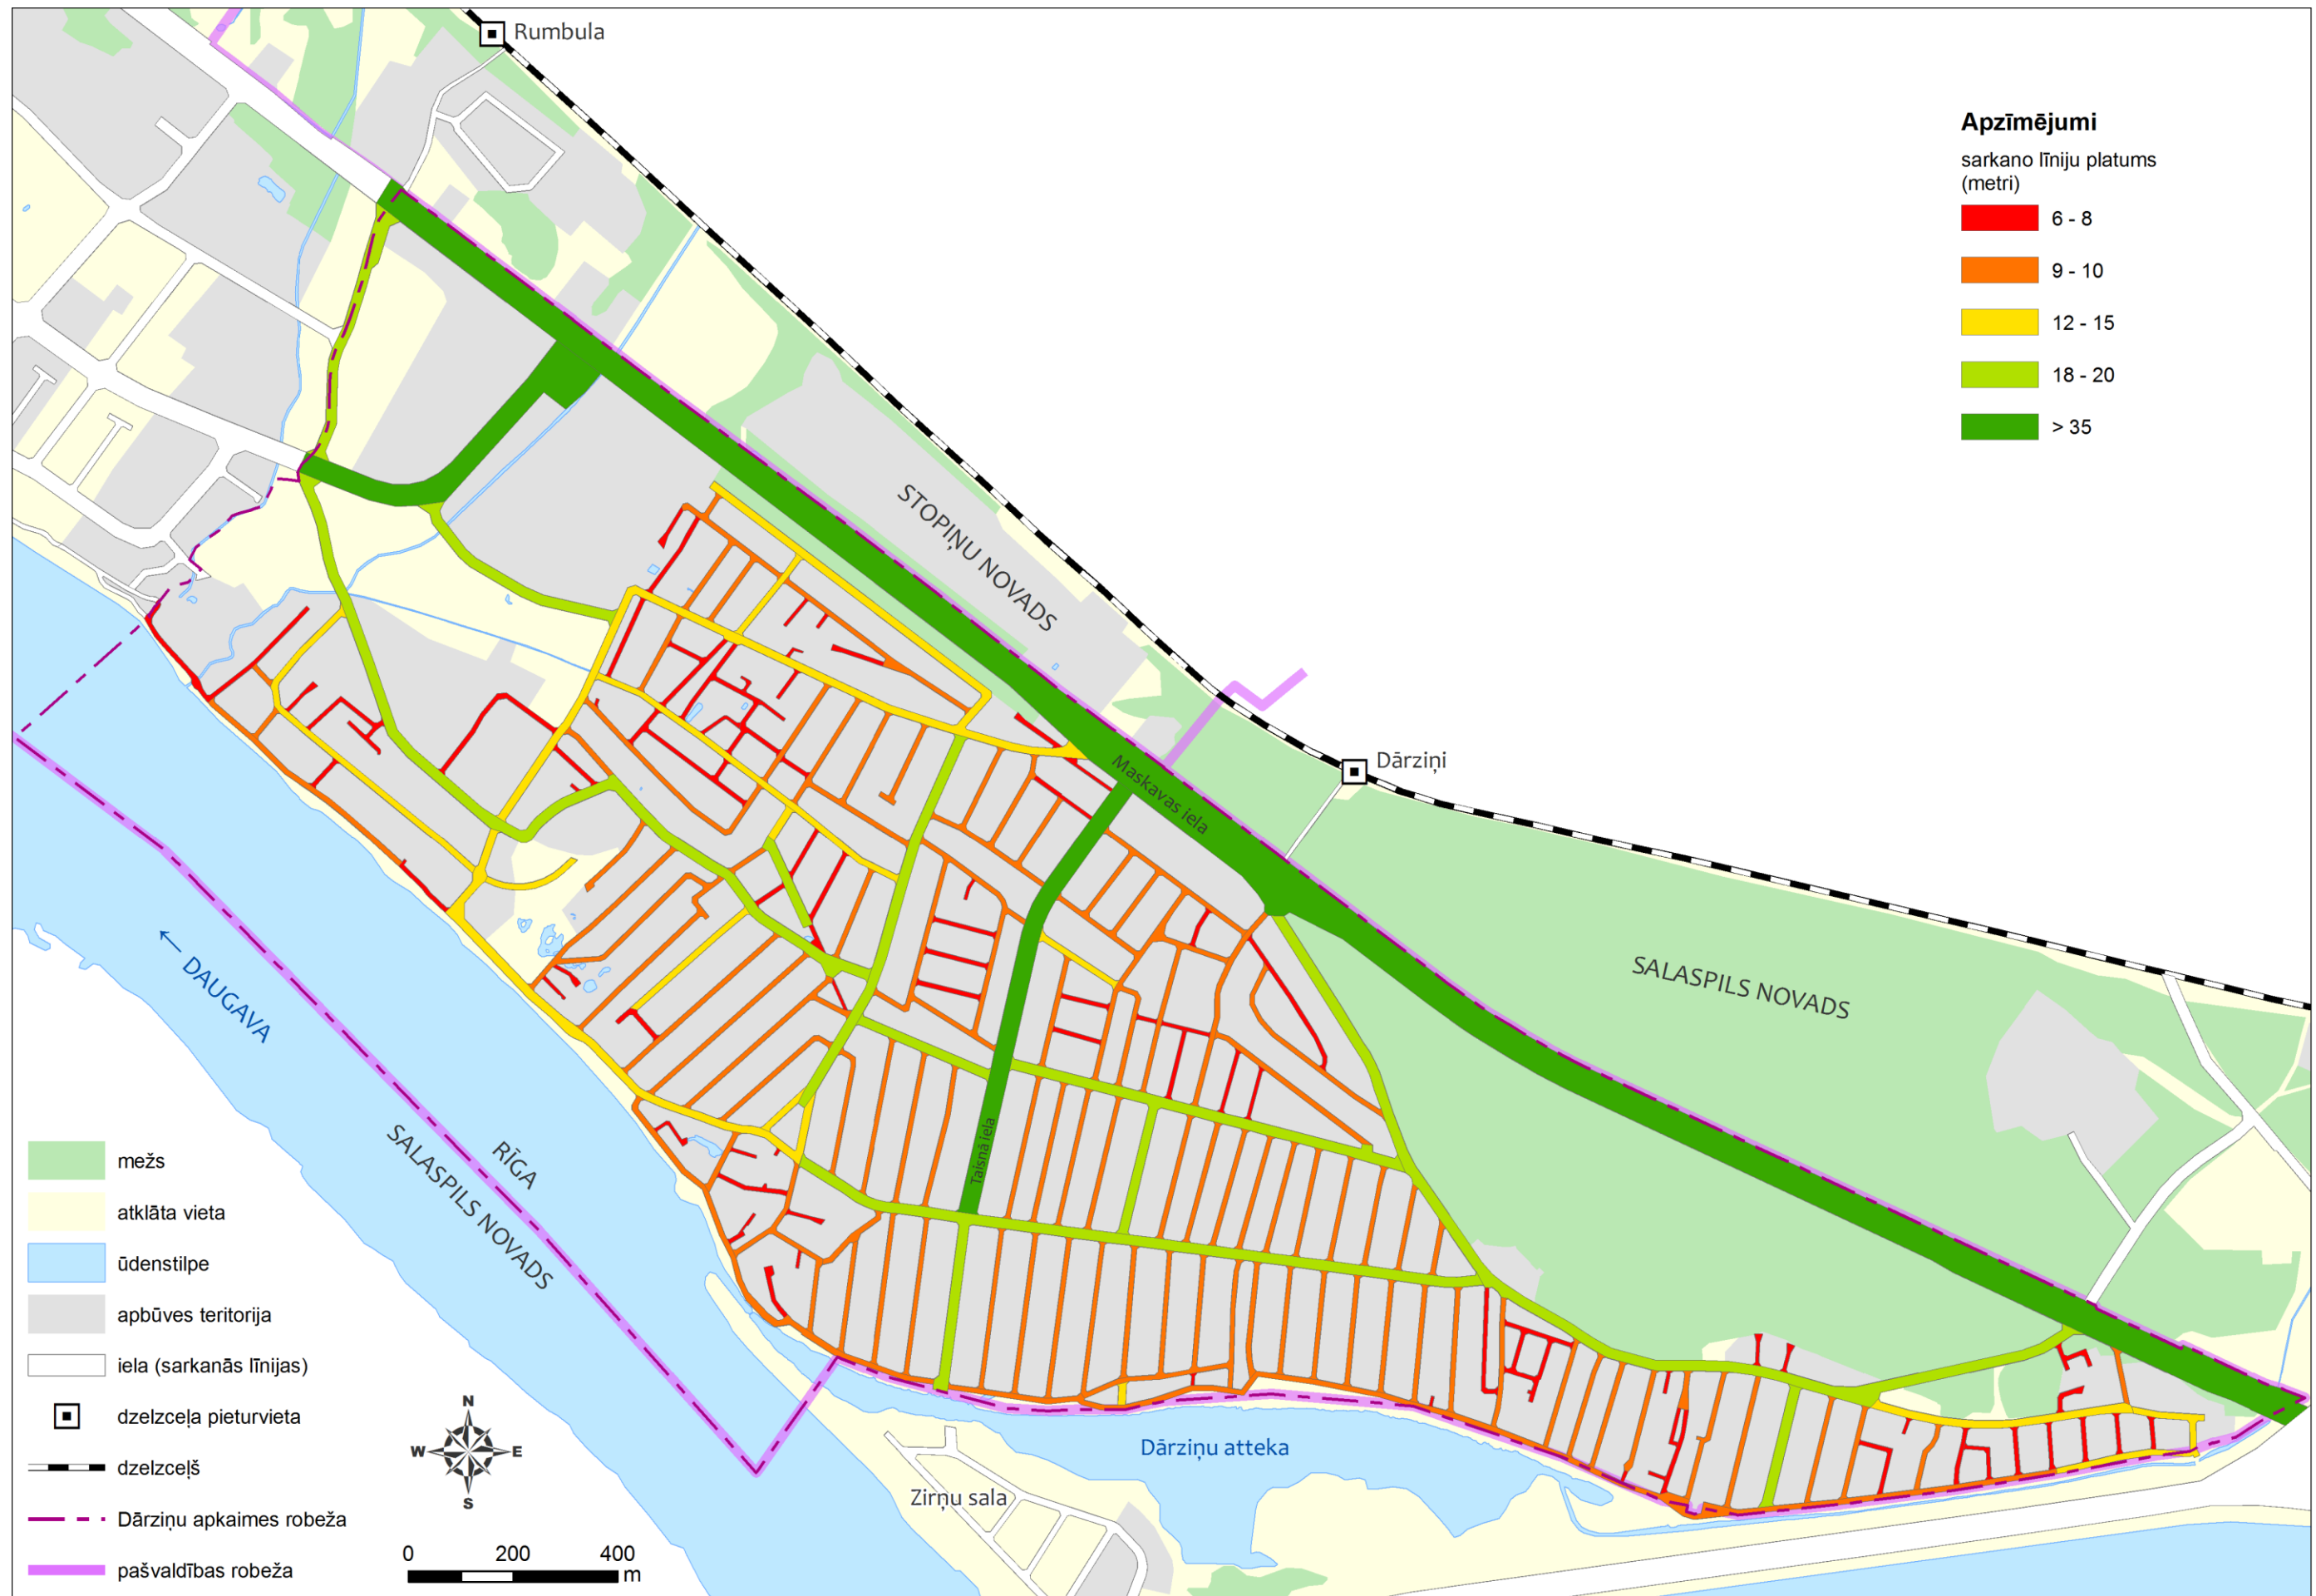 Rumbula
Apzīmējumi
sarkano līniju platums
(metri)
6 - 8
9 - 10
12 - 15
18 - 20
> 35
STOPIŅU NOVADS
Dārziņi
Maskavas iela
SALASPILS NOVADS
← DAUGAVA
RĪGA
SALASPILS NOVADS
Taisnā iela
mežs
atklāta vieta
ūdenstilpe
apbūves teritorija
iela (sarkanās līnijas)
dzelzceļa pieturvieta
dzelzceļš
Dārziņu apkaimes robeža
pašvaldības robeža
N
W E
S
0 200 400
m
Dārziņu atteka
Zirņu sala